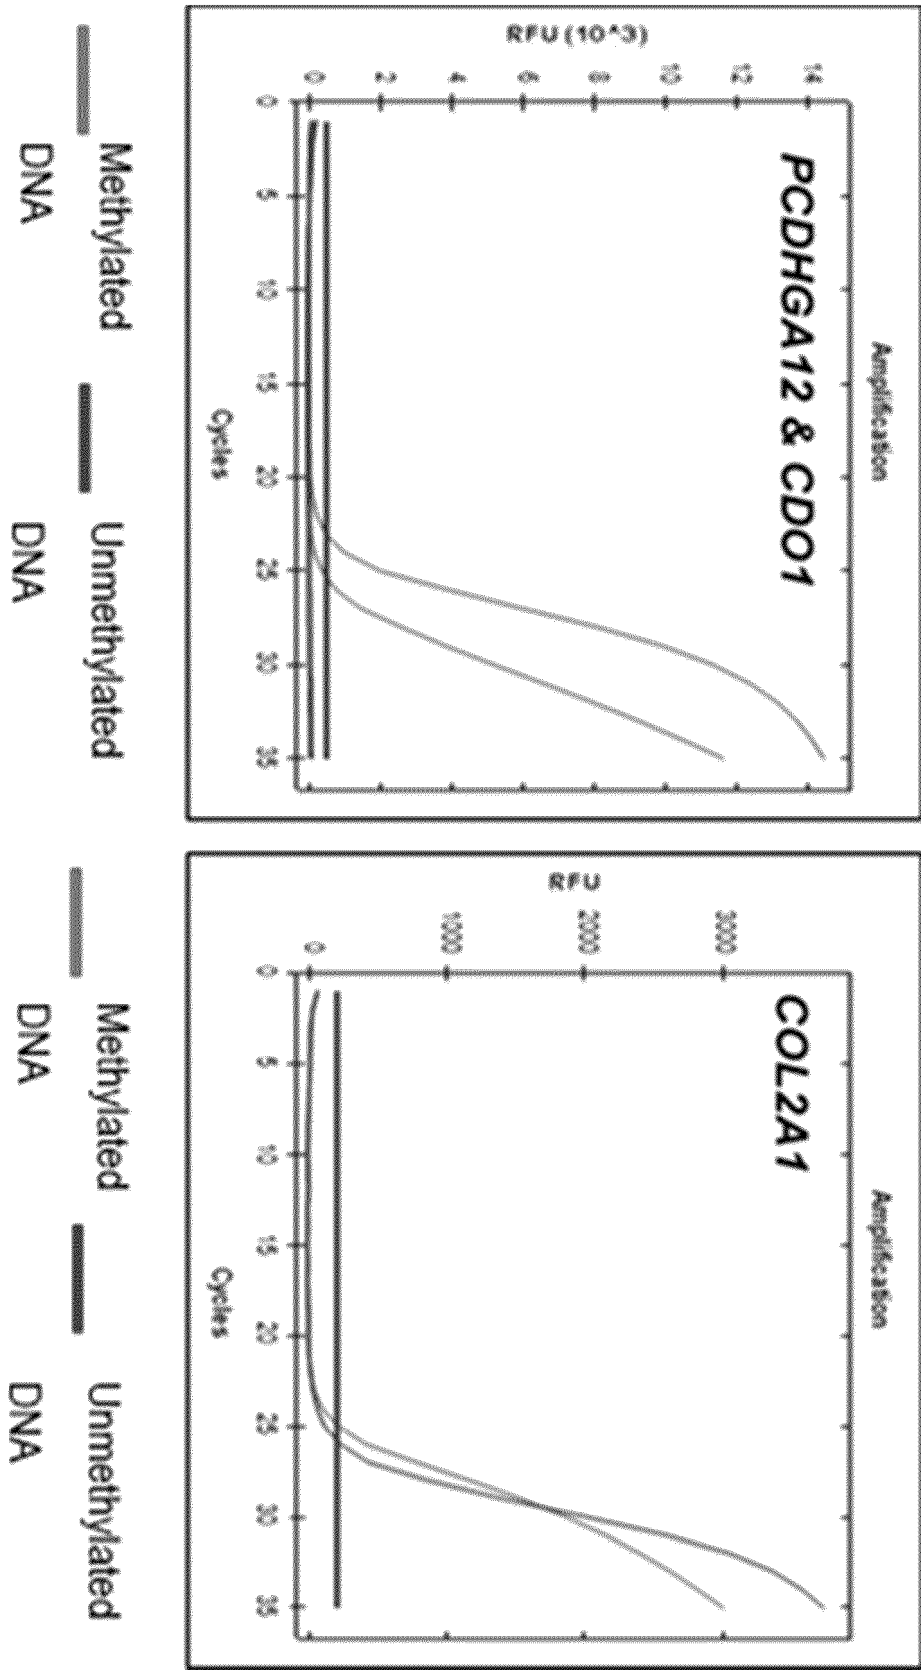 Amplification
PCDHGA12 & CDO1
RFU (10^3)
14
12
10
8
6
4
2
0
0 5 10 15 20 25 30 35
Cycles
Methylated
DNA
Unmethylated
DNA
Amplification
COL2A1
RFU
3000
2000
1000
0
0 5 10 15 20 25 30 35
Cycles
Methylated
DNA
Unmethylated
DNA